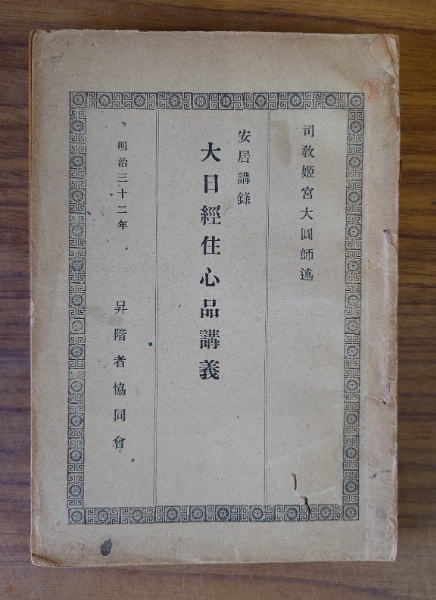 司敎姬宮大圓師述
安居講錄
大日經住心品講義
明治三十二年
昇階者協同會